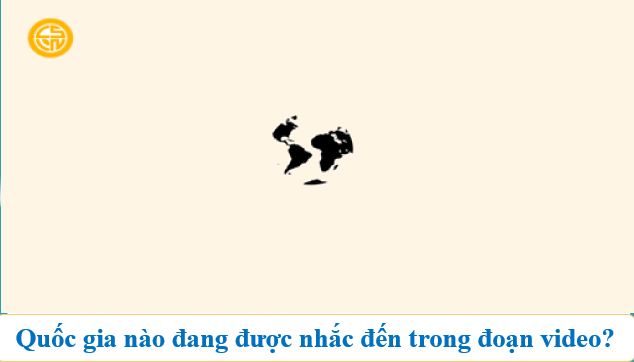 Quốc gia nào đang được nhắc đến trong đoạn video?